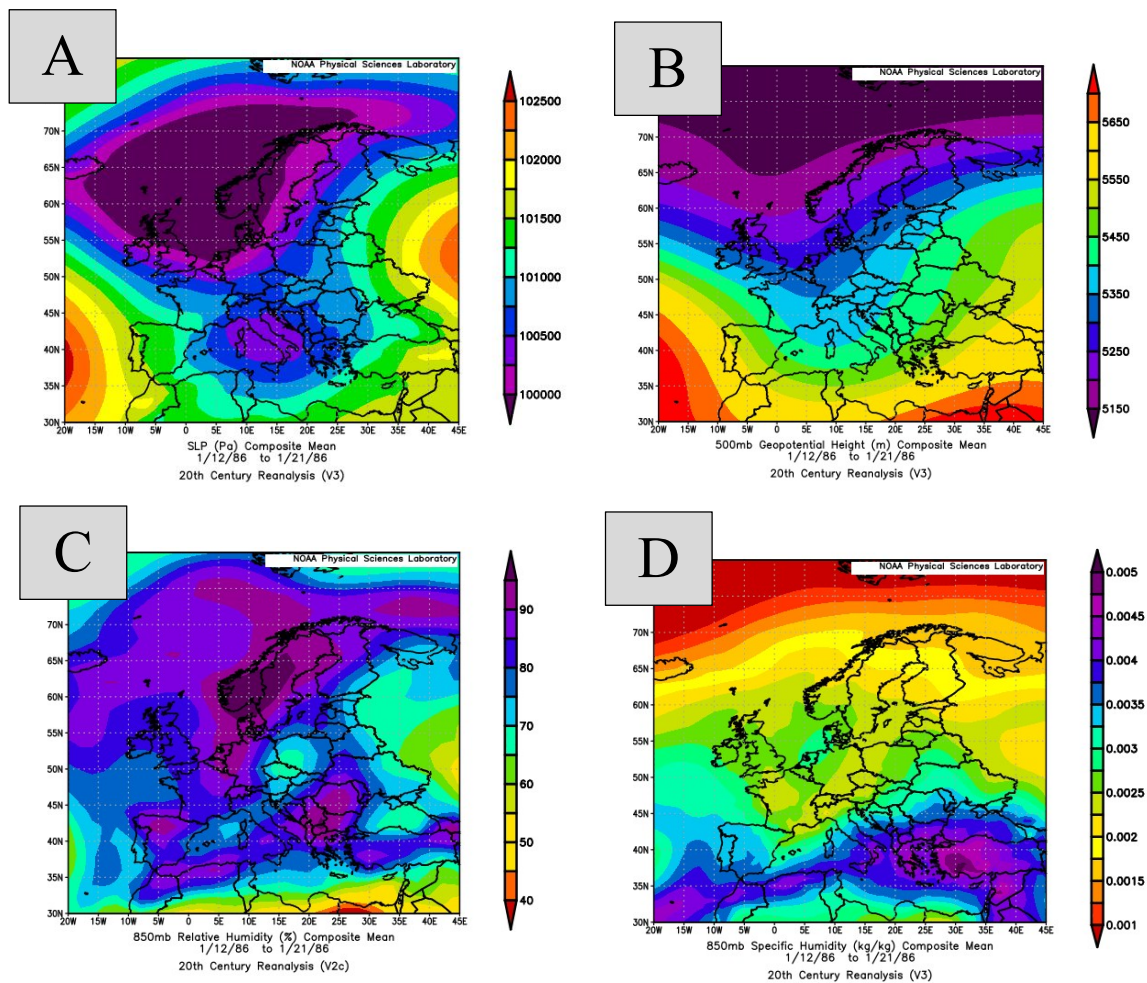 A
NOAA Physical Sciences Laboratory
70N
65N
60N
55N
50N
45N
40N
35N
30N
20W 15W 10W 5W 0 5E 10E 15E 20E 25E 30E 35E 40E 45E
102500
102000
101500
101000
100500
100000
SLP (Pa) Composite Mean
1/12/86 to 1/21/86
20th Century Reanalysis (V3)
B
NOAA Physical Sciences Laboratory
70N
65N
60N
55N
50N
45N
40N
35N
30N
20W 15W 10W 5W 0 5E 10E 15E 20E 25E 30E 35E 40E 45E
5650
5550
5450
5350
5250
5150
500mb Geopotential Height (m) Composite Mean
1/12/86 to 1/21/86
20th Century Reanalysis (V3)
C
NOAA Physical Sciences Laboratory
70N
65N
60N
55N
50N
45N
40N
35N
30N
20W 15W 10W 5W 0 5E 10E 15E 20E 25E 30E 35E 40E 45E
90
80
70
60
50
40
850mb Relative Humidity (%) Composite Mean
1/12/86 to 1/21/86
20th Century Reanalysis (V2c)
D
NOAA Physical Sciences Laboratory
70N
65N
60N
55N
50N
45N
40N
35N
30N
20W 15W 10W 5W 0 5E 10E 15E 20E 25E 30E 35E 40E 45E
0.005
0.0045
0.004
0.0035
0.003
0.0025
0.002
0.0015
0.001
850mb Specific Humidity (kg/kg) Composite Mean
1/12/86 to 1/21/86
20th Century Reanalysis (V3)